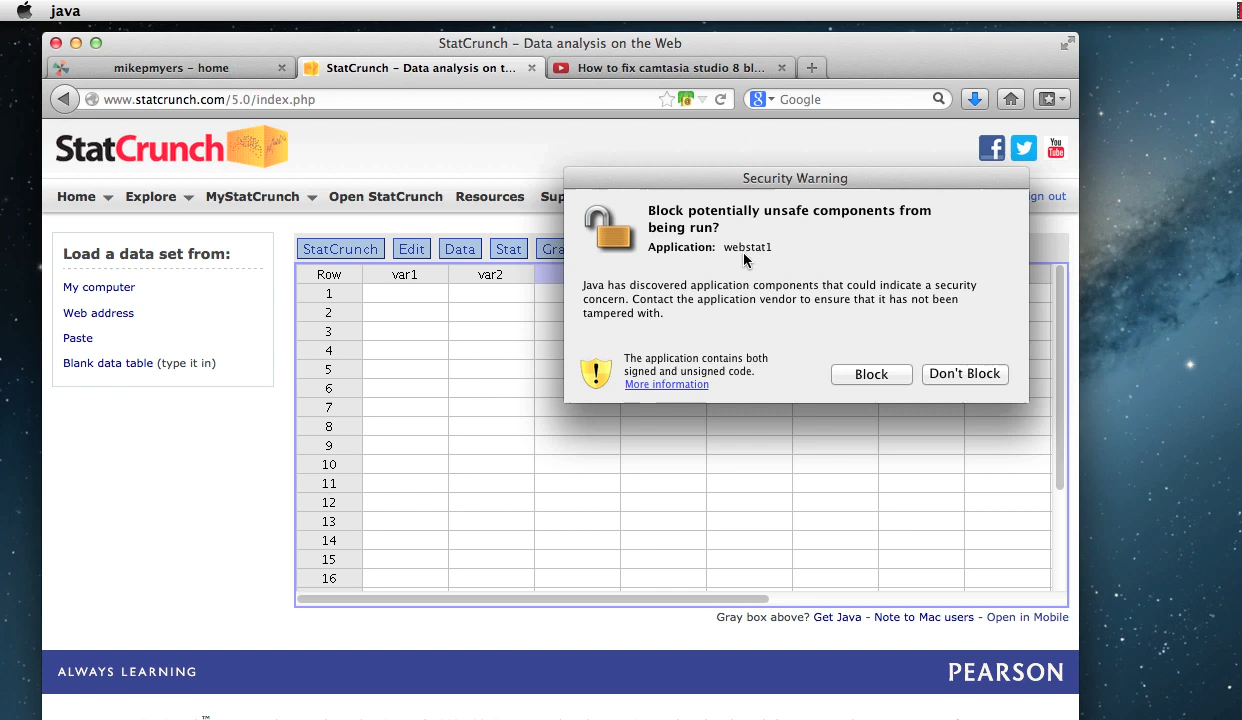 java
StatCrunch – Data analysis on the Web
mikepmyers – home
StatCrunch – Data analysis on t...
How to fix camtasia studio 8 bl...
www.statcrunch.com/5.0/index.php
Google
StatCrunch
You
Tube
Home Explore MyStatCrunch Open StatCrunch Resources Sup
gn out
Load a data set from:
My computer
Web address
Paste
Blank data table (type it in)
StatCrunch Edit Data Stat Gra
Row var1 var2
1
2
3
4
5
6
7
8
9
10
11
12
13
14
15
16
Security Warning
Block potentially unsafe components from
being run?
Application: webstat1
Java has discovered application components that could indicate a security
concern. Contact the application vendor to ensure that it has not been
tampered with.
The application contains both
signed and unsigned code.
More information
Block
Don't Block
Gray box above? Get Java - Note to Mac users - Open in Mobile
ALWAYS LEARNING
PEARSON